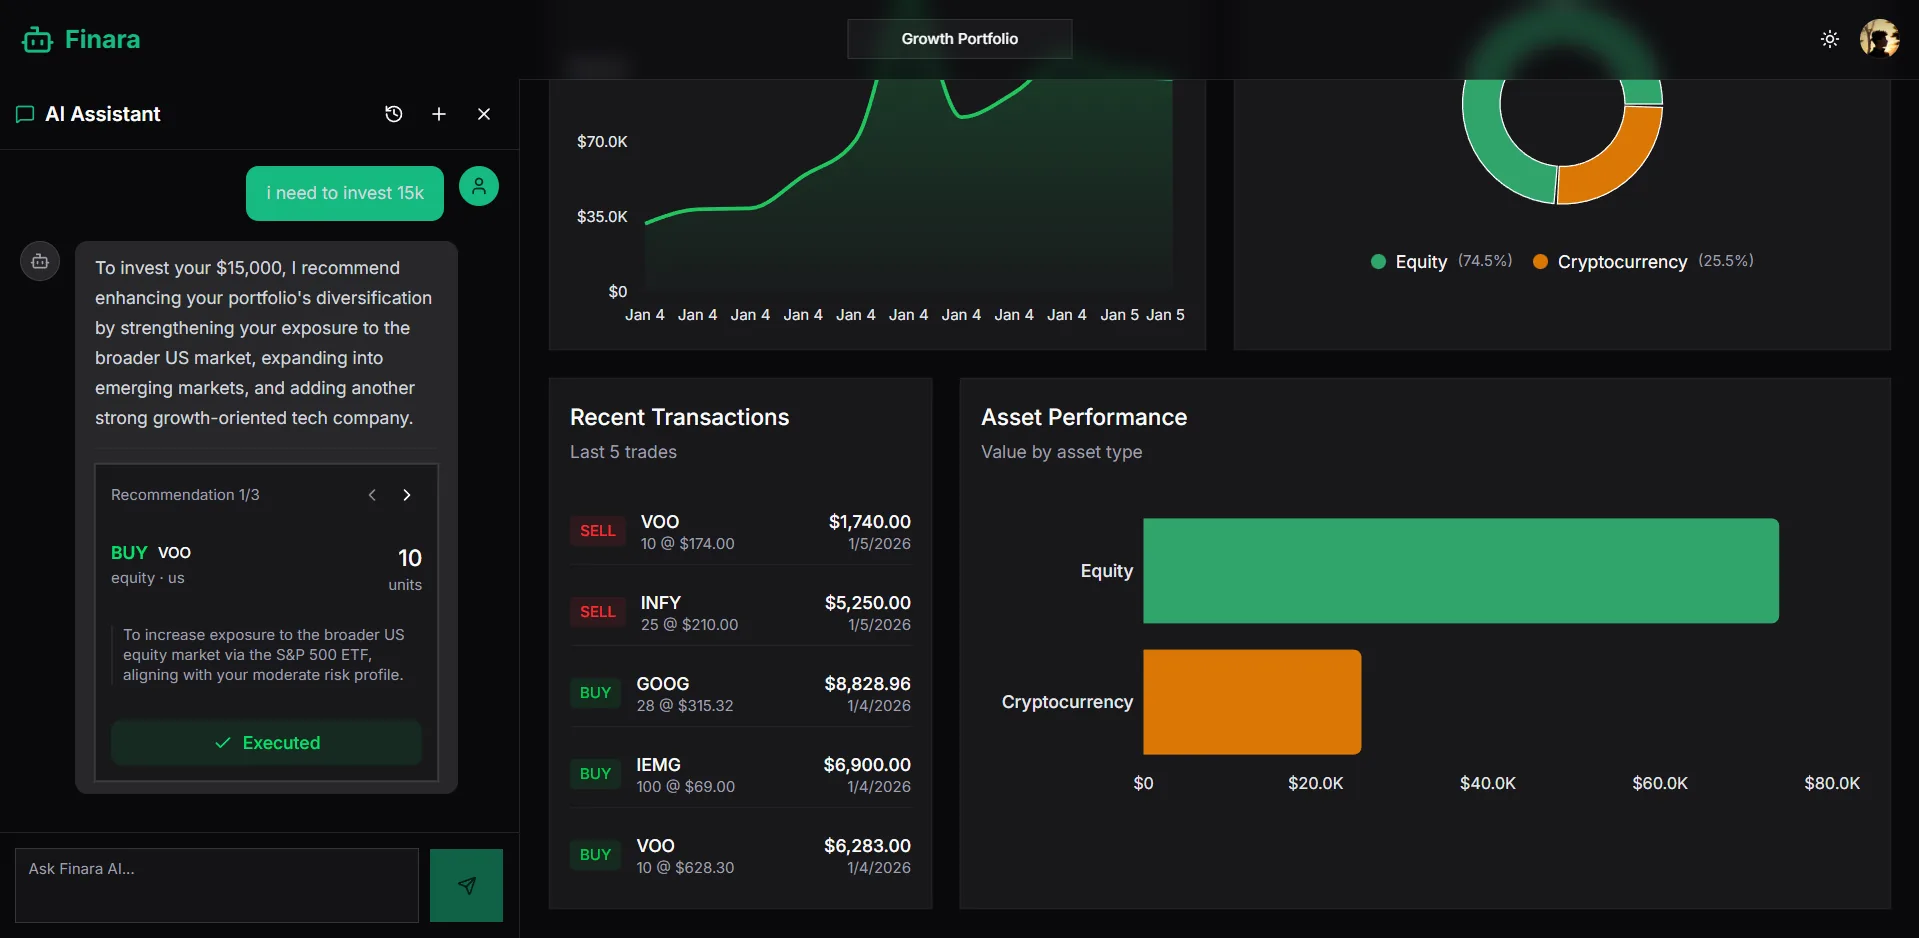 Finara
Growth Portfolio
AI Assistant
i need to invest 15k
To invest your $15,000, I recommend
enhancing your portfolio's diversification
by strengthening your exposure to the
broader US market, expanding into
emerging markets, and adding another
strong growth-oriented tech company.
Recommendation 1/3
BUY VOO
10
equity · us
units
To increase exposure to the broader US
equity market via the S&P 500 ETF,
aligning with your moderate risk profile.
Executed
Ask Finara AI...
$70.0K
$35.0K
$0
Jan 4 Jan 4 Jan 4 Jan 4 Jan 4 Jan 4 Jan 4 Jan 4 Jan 4 Jan 5 Jan 5
Equity (74.5%) Cryptocurrency (25.5%)
Recent Transactions
Last 5 trades
SELL VOO $1,740.00
10 @ $174.00 1/5/2026
SELL INFY $5,250.00
25 @ $210.00 1/5/2026
BUY GOOG $8,828.96
28 @ $315.32 1/4/2026
BUY IEMG $6,900.00
100 @ $69.00 1/4/2026
BUY VOO $6,283.00
10 @ $628.30 1/4/2026
Asset Performance
Value by asset type
Equity
Cryptocurrency
$0 $20.0K $40.0K $60.0K $80.0K